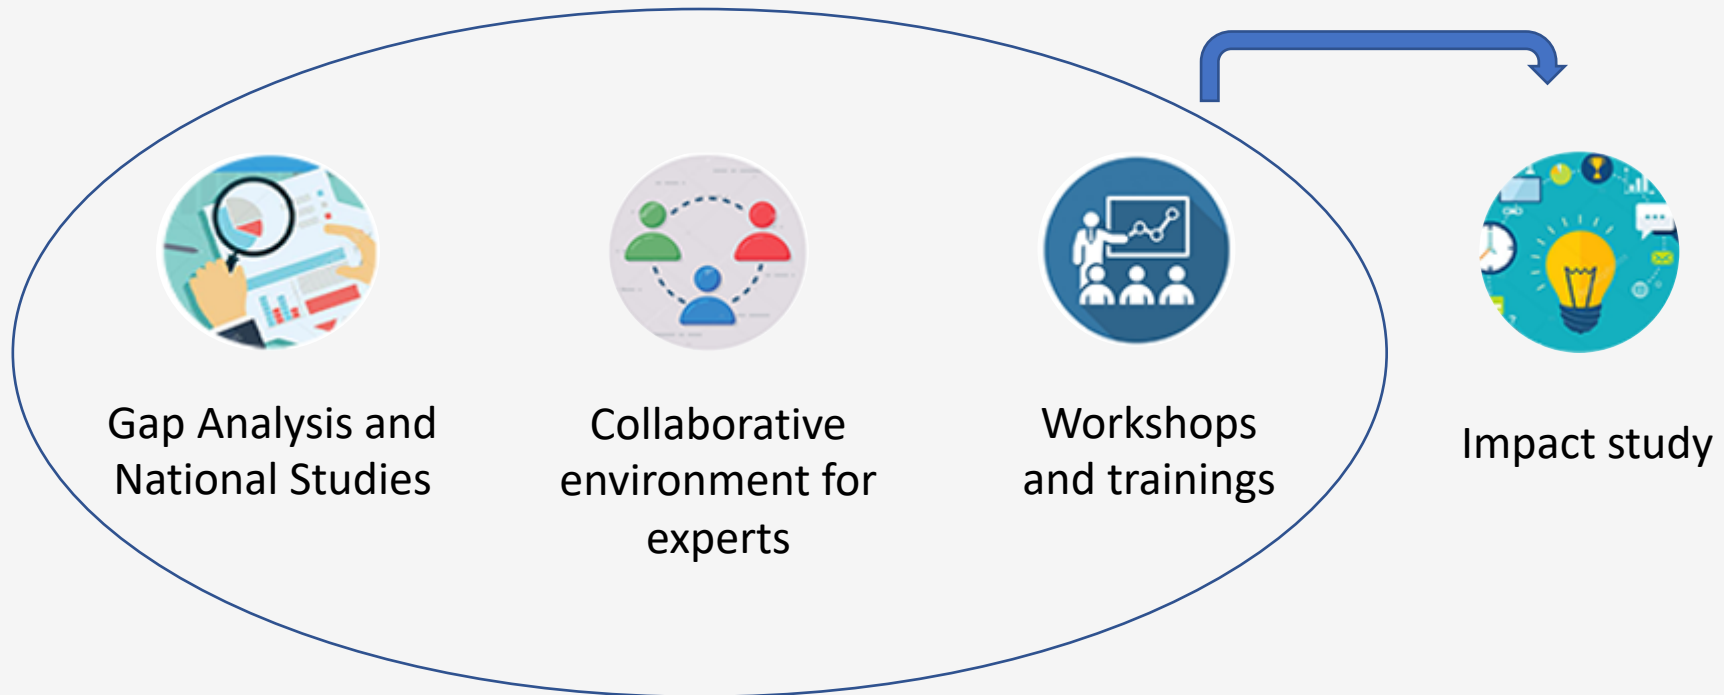 Gap Analysis and
National Studies
Collaborative
environment for
experts
Workshops
and trainings
Impact study